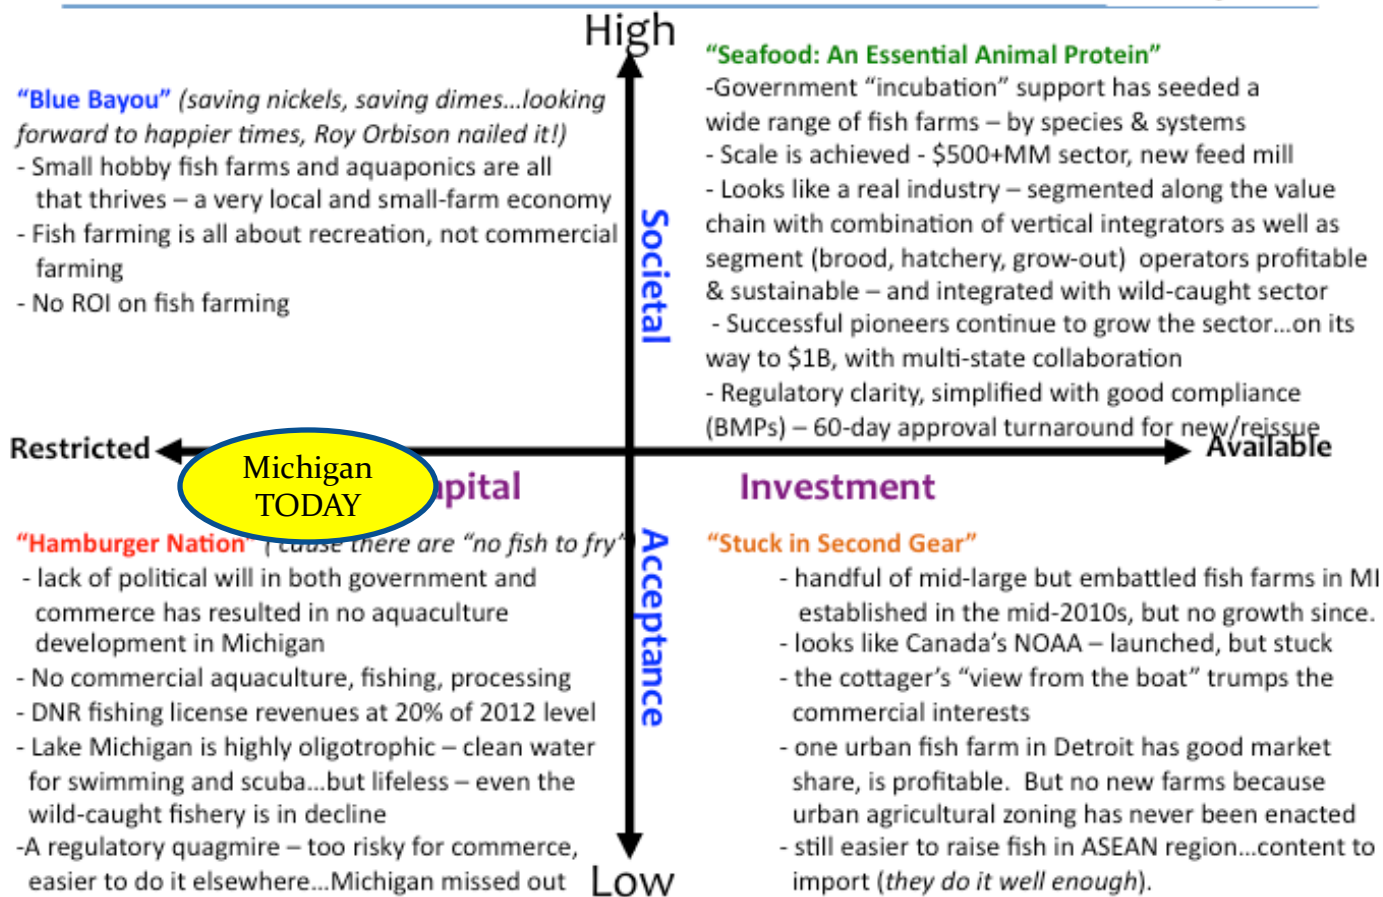 High
"Blue Bayou" (saving nickels, saving dimes...looking
forward to happier times, Roy Orbison nailed it!)
- Small hobby fish farms and aquaponics are all
that thrives – a very local and small-farm economy
- Fish farming is all about recreation, not commercial
farming
- No ROI on fish farming
"Seafood: An Essential Animal Protein"
-Government "incubation" support has seeded a
wide range of fish farms – by species & systems
- Scale is achieved - $500+MM sector, new feed mill
- Looks like a real industry – segmented along the value
chain with combination of vertical integrators as well as
segment (brood, hatchery, grow-out) operators profitable
& sustainable – and integrated with wild-caught sector
- Successful pioneers continue to grow the sector...on its
way to $1B, with multi-state collaboration
- Regulatory clarity, simplified with good compliance
(BMPs) – 60-day approval turnaround for new/reissue
Societal
Restricted
Available
Michigan
TODAY
apital
Investment
"Hamburger Nation" ( 'cause there are "no fish to fry"
- lack of political will in both government and
commerce has resulted in no aquaculture
development in Michigan
- No commercial aquaculture, fishing, processing
- DNR fishing license revenues at 20% of 2012 level
- Lake Michigan is highly oligotrophic – clean water
for swimming and scuba...but lifeless – even the
wild-caught fishery is in decline
-A regulatory quagmire – too risky for commerce,
easier to do it elsewhere...Michigan missed out
Acceptance
"Stuck in Second Gear"
- handful of mid-large but embattled fish farms in MI
established in the mid-2010s, but no growth since.
- looks like Canada's NOAA – launched, but stuck
- the cottager's "view from the boat" trumps the
commercial interests
- one urban fish farm in Detroit has good market
share, is profitable. But no new farms because
urban agricultural zoning has never been enacted
- still easier to raise fish in ASEAN region...content to
import (they do it well enough).
Low